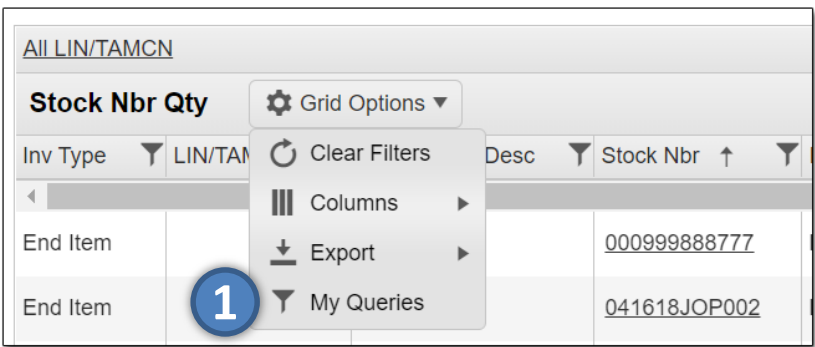 All LIN/TAMCN
Stock Nbr Qty Grid Options
Inv Type LIN/TAM Desc Stock Nbr
Clear Filters
Columns
Export
End Item 000999888777
1 My Queries
End Item 041618JOP002